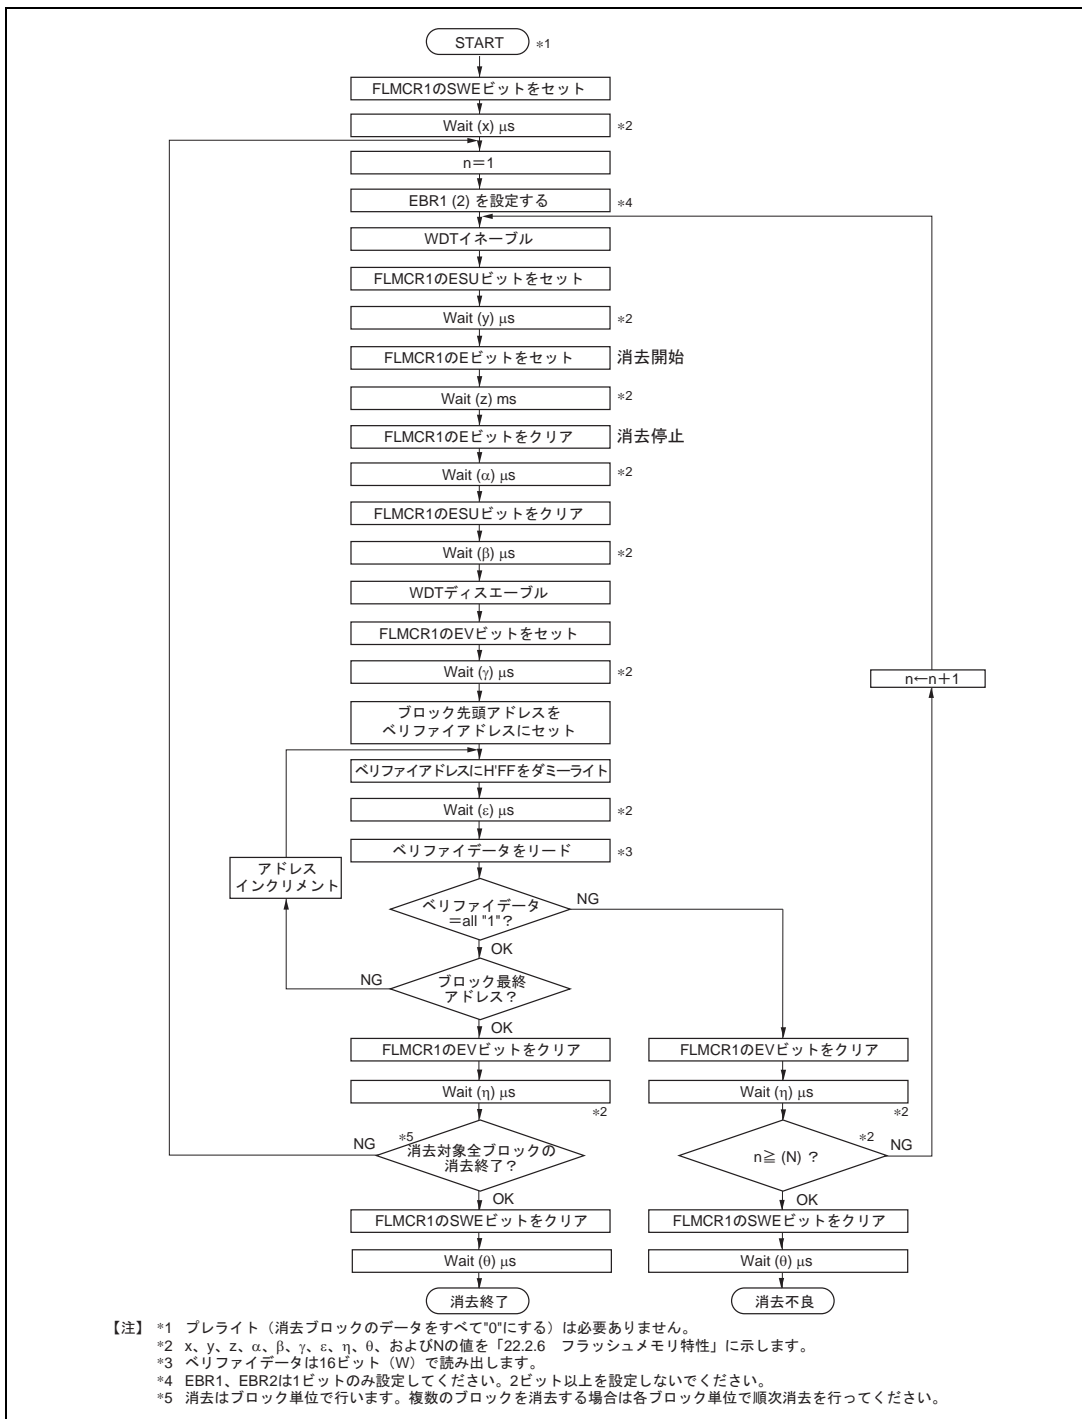 START *1
FLMCR1のSWEビットをセット
Wait (x) μs *2
n＝1
EBR1 (2) を設定する *4
WDTイネーブル
FLMCR1のESUビットをセット
Wait (y) μs *2
FLMCR1のEビットをセット 消去開始
Wait (z) ms *2
FLMCR1のEビットをクリア 消去停止
Wait (α) μs *2
FLMCR1のESUビットをクリア
Wait (β) μs *2
WDTディスエーブル
FLMCR1のEVビットをセット
Wait (γ) μs *2
n←n＋1
ブロック先頭アドレスを
ベリファイアドレスにセット
ベリファイアドレスにH'FFをダミーライト
Wait (ε) μs *2
ベリファイデータをリード *3
アドレス
インクリメント
ベリファイデータ
＝all "1"？
NG
OK
ブロック最終
アドレス？
NG
OK
FLMCR1のEVビットをクリア
FLMCR1のEVビットをクリア
Wait (η) μs
*2
Wait (η) μs
*2
*5
消去対象全ブロックの
消去終了？
NG
OK
*2
n≧ (N) ？
NG
OK
FLMCR1のSWEビットをクリア
FLMCR1のSWEビットをクリア
Wait (θ) μs
Wait (θ) μs
消去終了
消去不良
【注】 *1 プレライト（消去ブロックのデータをすべて"0"にする）は必要ありません。
*2 x、y、z、α、β、γ、ε、η、θ、およびNの値を「22.2.6 フラッシュメモリ特性」に示します。
*3 ベリファイデータは16ビット（W）で読み出します。
*4 EBR1、EBR2は1ビットのみ設定してください。2ビット以上を設定しないでください。
*5 消去はブロック単位で行います。複数のブロックを消去する場合は各ブロック単位で順次消去を行ってください。